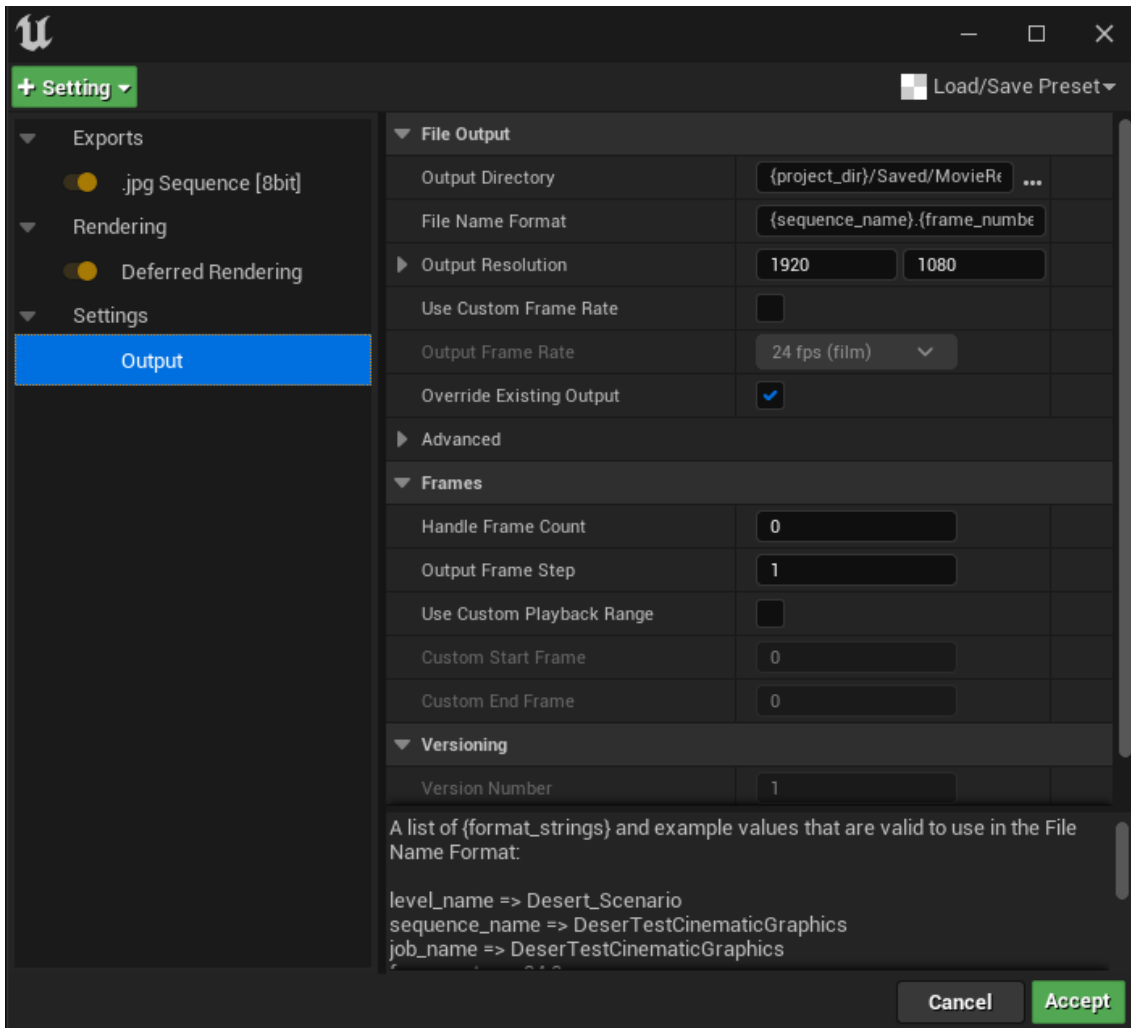 + Setting
Load/Save Preset
Exports
.jpg Sequence [8bit]
Rendering
Deferred Rendering
Settings
Output
File Output
Output Directory {project_dir}/Saved/MovieRe ...
File Name Format {sequence_name}.{frame_numbe
Output Resolution 1920 1080
Use Custom Frame Rate
Output Frame Rate 24 fps (film)
Override Existing Output
Advanced
Frames
Handle Frame Count 0
Output Frame Step 1
Use Custom Playback Range
Custom Start Frame 0
Custom End Frame 0
Versioning
Version Number 1
A list of {format_strings} and example values that are valid to use in the File
Name Format:
level_name => Desert_Scenario
sequence_name => DeserTestCinematicGraphics
job_name => DeserTestCinematicGraphics
Cancel Accept